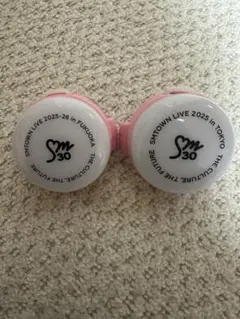 SMTOWN LIVE 2025-26 in FUKUOKA
THE CULTURE, THE FUTURE
Sm
30
SMTOWN LIVE 2025 in TOKYO
THE CULTURE, THE FUTURE
Sm
30